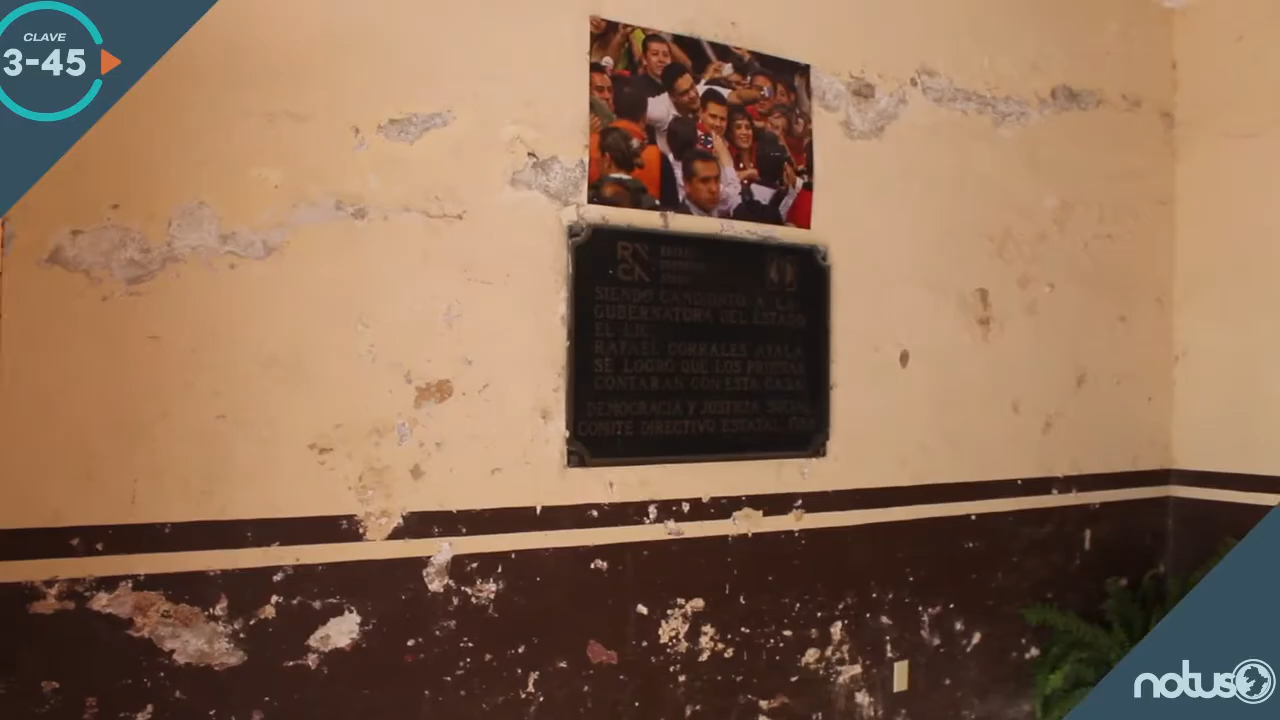 CLAVE
3-45
SIENDO CANDIDATO A LA
GUBERNATURA DEL ESTADO
EL LIC.
RAFAEL CORRALES AYALA
SE LOGRO QUE LOS PRIISTAS
CONTARAN CON ESTA CASA
DEMOCRACIA Y JUSTICIA SOCIAL
COMITE DIRECTIVO ESTATAL
notus